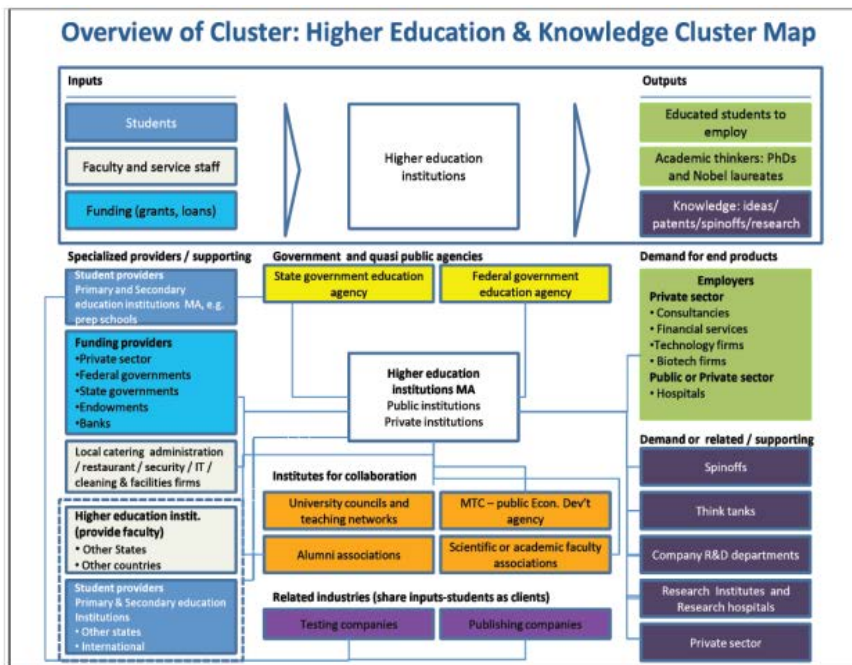 Overview of Cluster: Higher Education & Knowledge Cluster Map
Inputs
Students
Faculty and service staff
Funding (grants, loans)
Higher education
institutions
Outputs
Educated students to
employ
Academic thinkers: PhDs
and Nobel laureates
Knowledge: ideas/
patents/spinoffs/research
Specialized providers / supporting
Student providers
Primary and Secondary
education institutions MA, e.g.
prep schools
Funding providers
•Private sector
•Federal governments
•State governments
•Endowments
•Banks
Local catering administration
/ restaurant / security / IT /
cleaning & facilities firms
Higher education instit.
(provide faculty)
• Other States
• Other countries
Student providers
Primary & Secondary education
Institutions
• Other states
• International
Government and quasi public agencies
State government education
agency
Federal government
education agency
Higher education
institutions MA
Public institutions
Private institutions
Institutes for collaboration
University councils and
teaching networks
MTC – public Econ. Dev't
agency
Alumni associations
Scientific or academic faculty
associations
Related industries (share inputs-students as clients)
Testing companies
Publishing companies
Demand for end products
Employers
Private sector
• Consultancies
• Financial services
•Technology firms
• Biotech firms
Public or Private sector
• Hospitals
Demand or related / supporting
Spinoffs
Think tanks
Company R&D departments
Research Institutes and
Research hospitals
Private sector